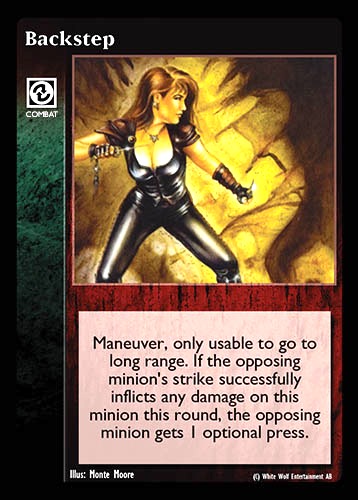 Backstep
COMBAT
Maneuver, only usable to go to
long range. If the opposing
minion's strike successfully
inflicts any damage on this
minion this round, the opposing
minion gets 1 optional press.
Illus: Monte Moore
(C) White Wolf Entertainment AB